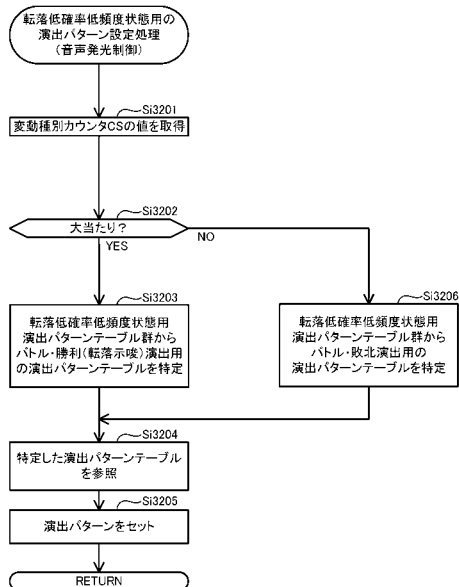 転落低確率低頻度状態用の
演出パターン設定処理
（音声発光制御）
Si3201
変動種別カウンタCSの値を取得
Si3202
大当たり？
YES
NO
Si3203
転落低確率低頻度状態用
演出パターンテーブル群から
バトル・勝利（転落示唆）演出用
の演出パターンテーブルを特定
Si3206
転落低確率低頻度状態用
演出パターンテーブル群から
バトル・敗北演出用の
演出パターンテーブルを特定
Si3204
特定した演出パターンテーブル
を参照
Si3205
演出パターンをセット
RETURN